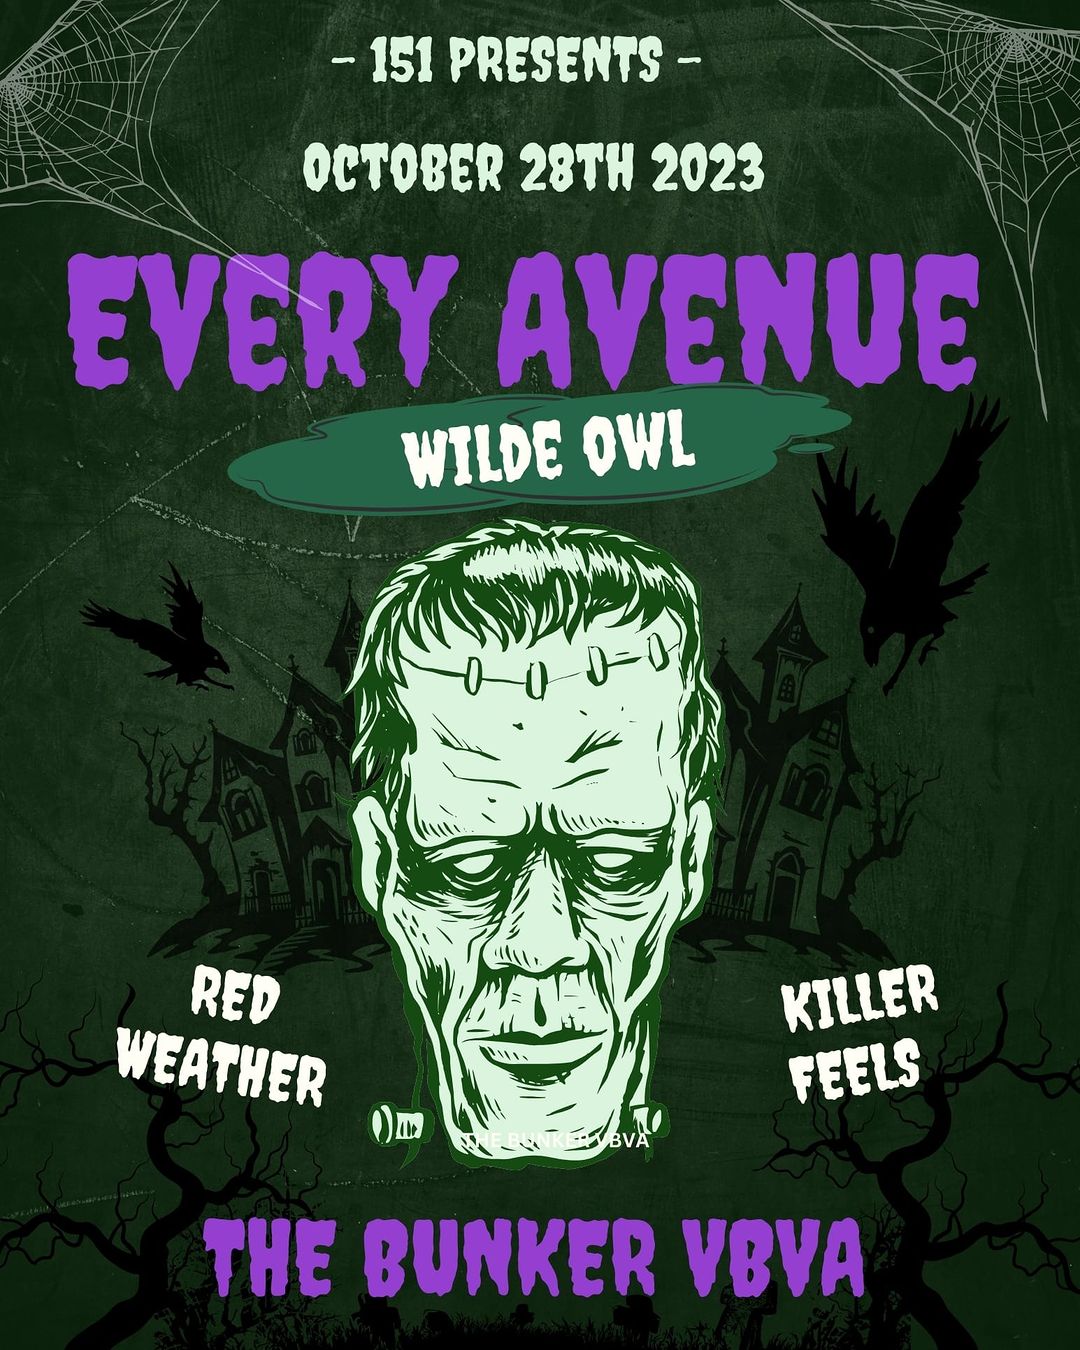 – 151 PRESENTS –
OCTOBER 28TH 2023
EVERY AVENUE
WILDE OWL
RED
WEATHER
KILLER
FEELS
THE BUNKER VBVA
THE BUNKER VBVA